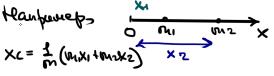 Например, x₁
0 m₁ m₂ x
xc = 1/m (m₁x₁+m₂x₂) x₂